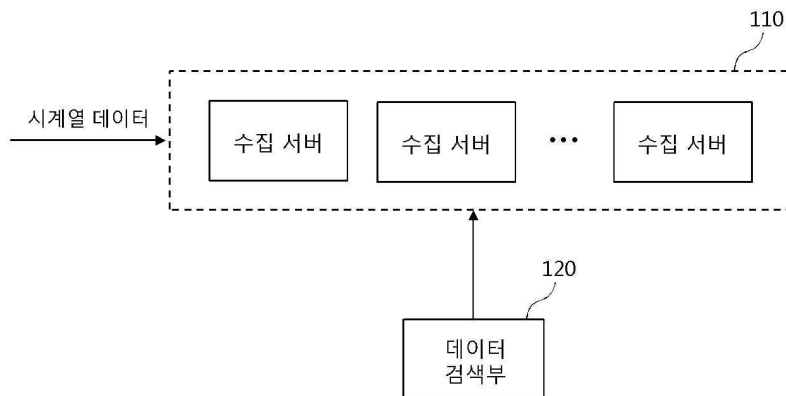 110
시계열 데이터
수집 서버
수집 서버
•••
수집 서버
120
데이터
검색부